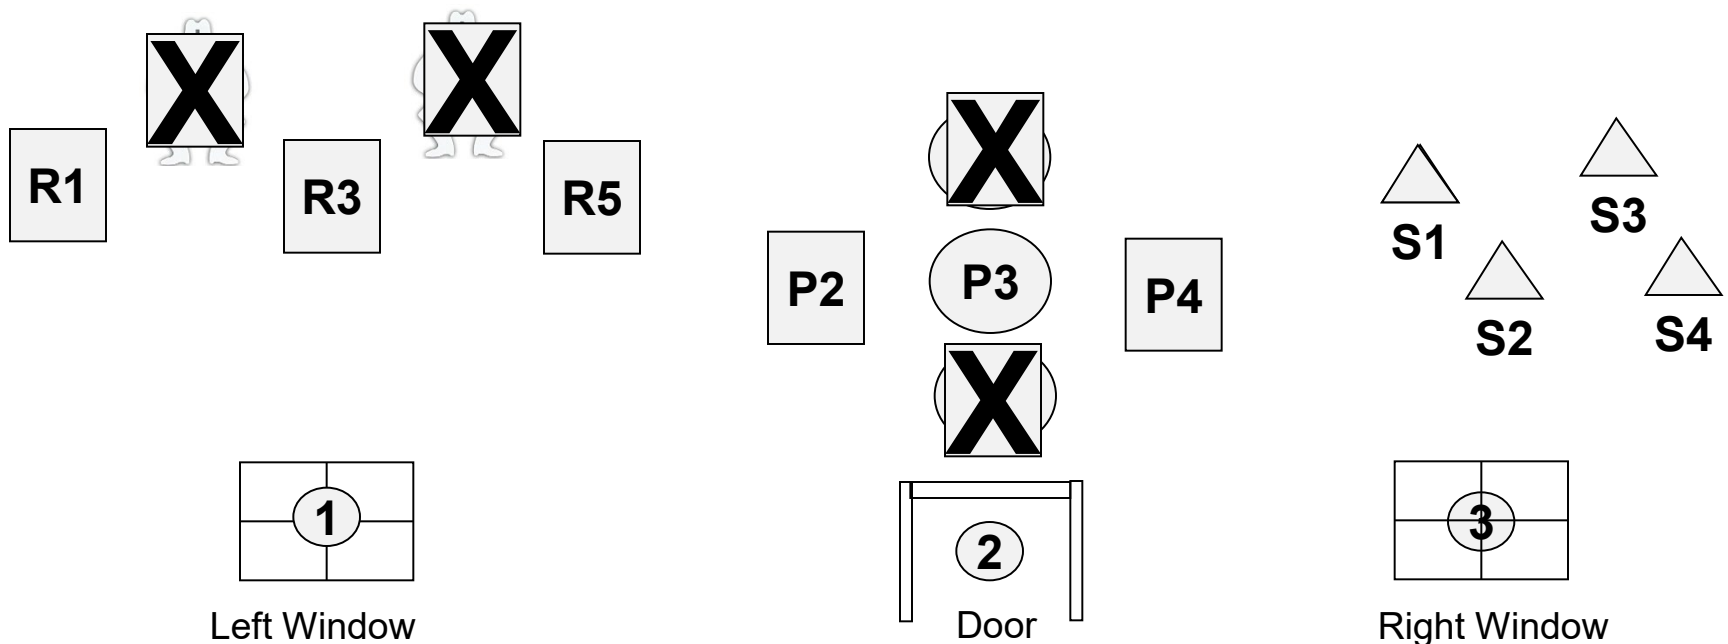 X
X
R1
R3
R5
X
P2
P3
P4
X
S1
S3
S2
S4
1
2
3
Left Window
Door
Right Window